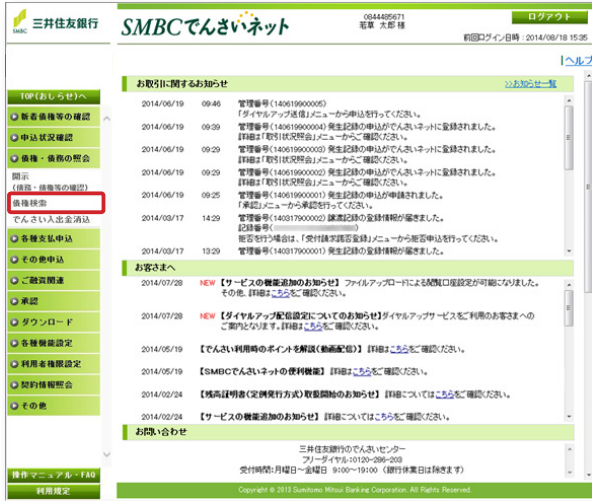 SMBC 三井住友銀行
SMBCでんさいネット
0844485671
若草 太郎 様
ログアウト
前回ログイン日時：2014/08/18 15:35
ヘルプ
TOP(おしらせ)へ
新着債権等の確認
申込状況確認
債権・債務の照会
開示
(債務・債権等の確認)
債権検索
でんさい入出金消込
各種支払申込
その他申込
ご融資関連
承認
ダウンロード
各種機能設定
利用者権限設定
契約情報照会
その他
操作マニュアル・FAQ
利用規定
お取引に関するお知らせ
>>お知らせ一覧
2014/06/19 09:46 管理番号(140619900005)
「ダイヤルアップ送信」メニューから申込を行ってください。
2014/06/19 09:39 管理番号(140619900004) 発生記録の申込がでんさいネットに登録されました。
詳細は「取引状況照会」メニューからご確認ください。
2014/06/19 09:29 管理番号(140619900003) 発生記録の申込がでんさいネットに登録されました。
詳細は「取引状況照会」メニューからご確認ください。
2014/06/19 09:29 管理番号(140619900002) 発生記録の申込がでんさいネットに登録されました。
詳細は「取引状況照会」メニューからご確認ください。
2014/06/19 09:25 管理番号(140619900001) 発生記録の申込が申請されました。
「承認」メニューから承認を行ってください。
2014/03/17 14:29 管理番号(140317900002) 譲渡記録の登録情報が届きました。
記録番号( )
拒否を行う場合は、「受付請求諾否登録」メニューから拒否申込を行ってください。
2014/03/17 13:29 管理番号(140317900001) 発生記録の登録情報が届きました。
お客さまへ
2014/07/28 NEW 【サービスの機能追加のお知らせ】 ファイルアップロードによる閲覧口座設定が可能になりました。
その他、詳細はこちらをご確認ください。
2014/07/28 NEW 【ダイヤルアップ配信設定についてのお知らせ】ダイヤルアップサービスをご利用のお客さまへの
ご案内となります。詳細はこちらをご確認ください。
2014/05/19 【でんさい利用時のポイントを解説(動画配信)】 詳細はこちらをご確認ください。
2014/05/19 【SMBCでんさいネットの便利機能】 詳細はこちらをご確認ください。
2014/02/24 【残高証明書(定例発行方式)取扱開始のお知らせ】 詳細についてはこちらをご確認ください。
2014/02/24 【サービスの機能追加のお知らせ】 詳細についてはこちらをご確認ください。
お問い合わせ
三井住友銀行のでんさいセンター
フリーダイヤル：0120-286-203
受付時間：月曜日～金曜日 9:00～19:00 (銀行休業日は除きます)
Copyright © 2013 Sumitomo Mitsui Banking Corporation. All Rights Reserved.